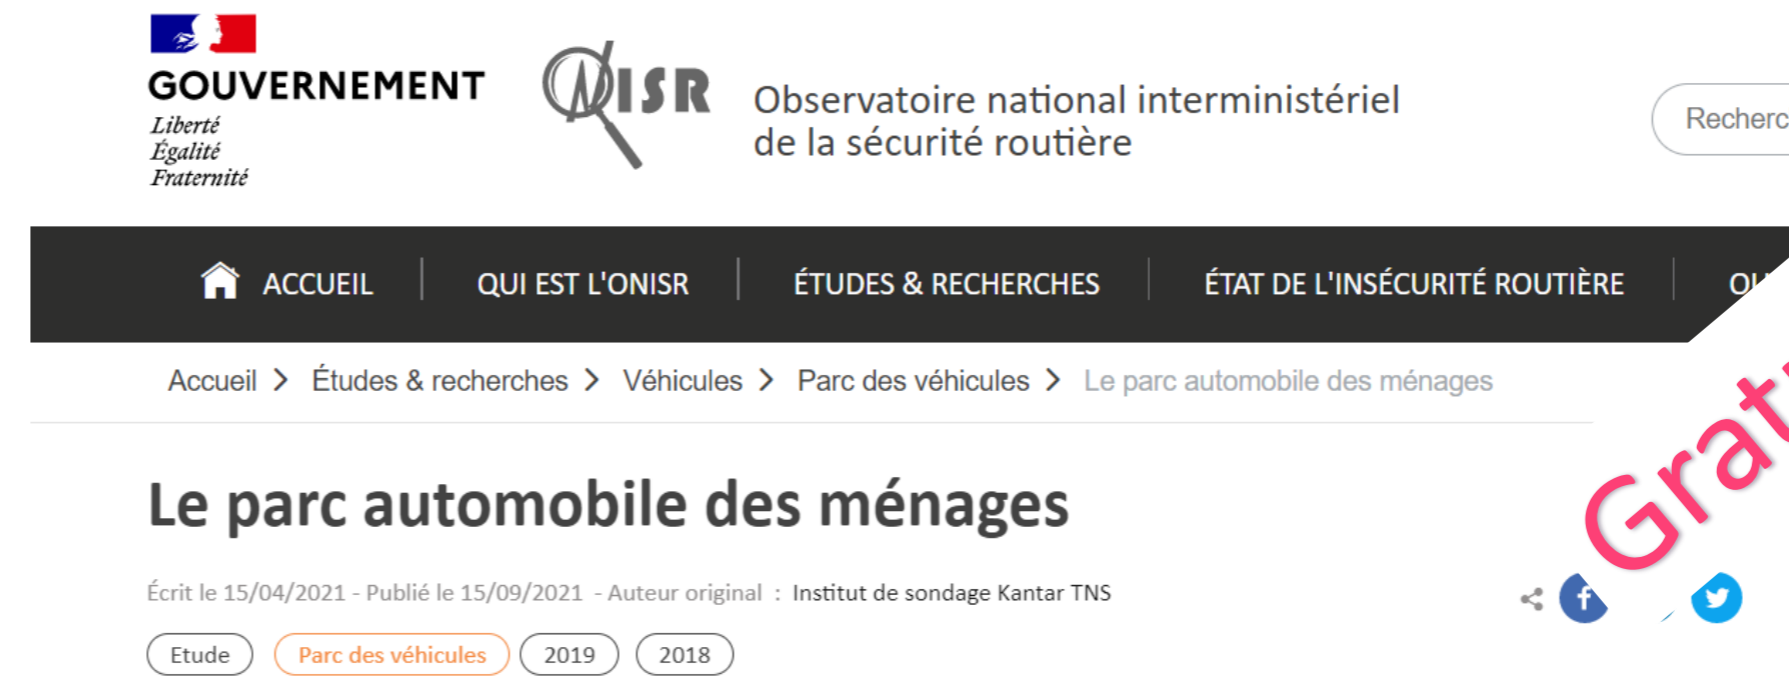 GOUVERNEMENT
Liberté
Égalité
Fraternité
ONISR
Observatoire national interministériel
de la sécurité routière
ACCUEIL
QUI EST L'ONISR
ÉTUDES & RECHERCHES
ÉTAT DE L'INSÉCURITÉ ROUTIÈRE
Accueil > Études & recherches > Véhicules > Parc des véhicules > Le parc automobile des ménages
Le parc automobile des ménages
Écrit le 15/04/2021 - Publié le 15/09/2021 - Auteur original : Institut de sondage Kantar TNS
Etude
Parc des véhicules
2019
2018